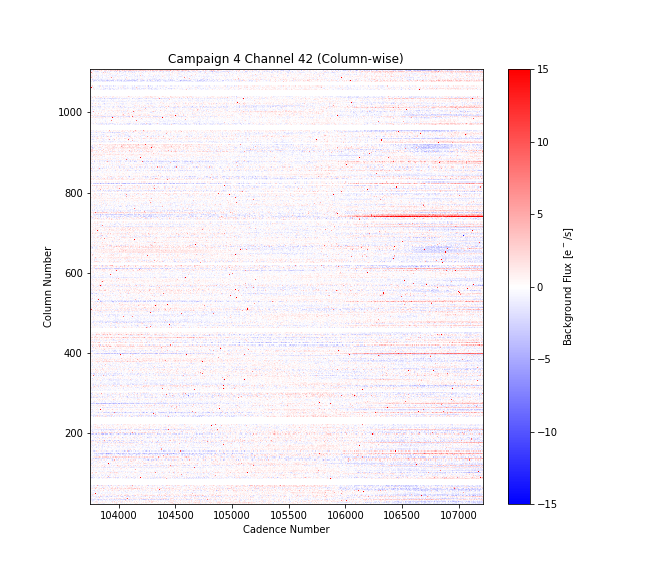 Campaign 4 Channel 42 (Column-wise)
1000
800
600
400
200
Column Number
104000 104500 105000 105500 106000 106500 107000
Cadence Number
15
10
5
0
−5
−10
−15
Background Flux [e⁻/s]